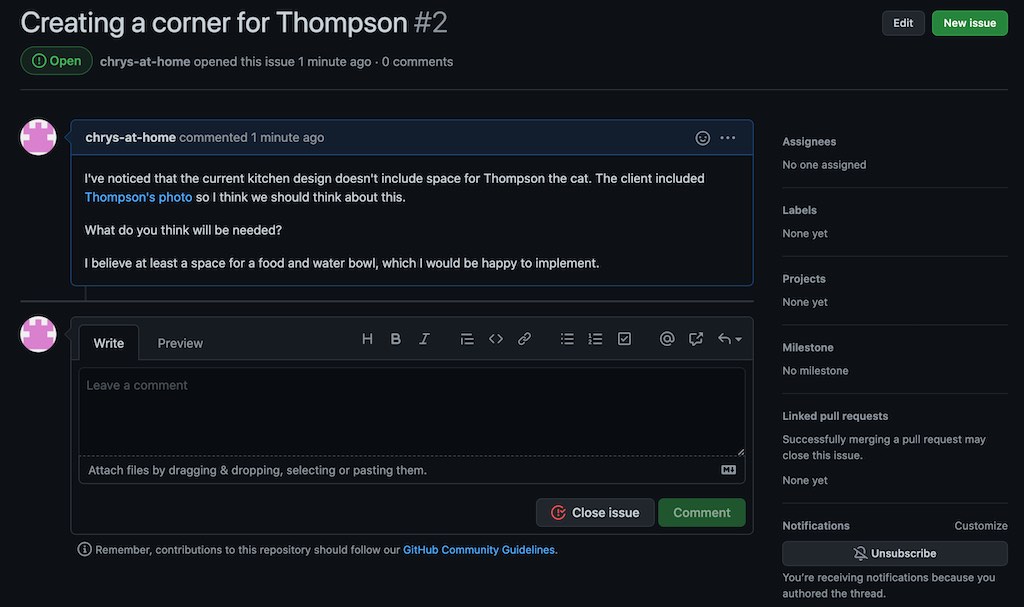 Creating a corner for Thompson #2
Edit
New issue
Open
chrys-at-home opened this issue 1 minute ago · 0 comments
chrys-at-home commented 1 minute ago
I've noticed that the current kitchen design doesn't include space for Thompson the cat. The client included
Thompson's photo so I think we should think about this.
What do you think will be needed?
I believe at least a space for a food and water bowl, which I would be happy to implement.
Assignees
No one assigned
Labels
None yet
Projects
None yet
Milestone
No milestone
Linked pull requests
Successfully merging a pull request may
close this issue.
None yet
Notifications
Customize
Unsubscribe
You're receiving notifications because you
authored the thread.
Write
Preview
H B I
Leave a comment
Attach files by dragging & dropping, selecting or pasting them.
Close issue
Comment
Remember, contributions to this repository should follow our GitHub Community Guidelines.